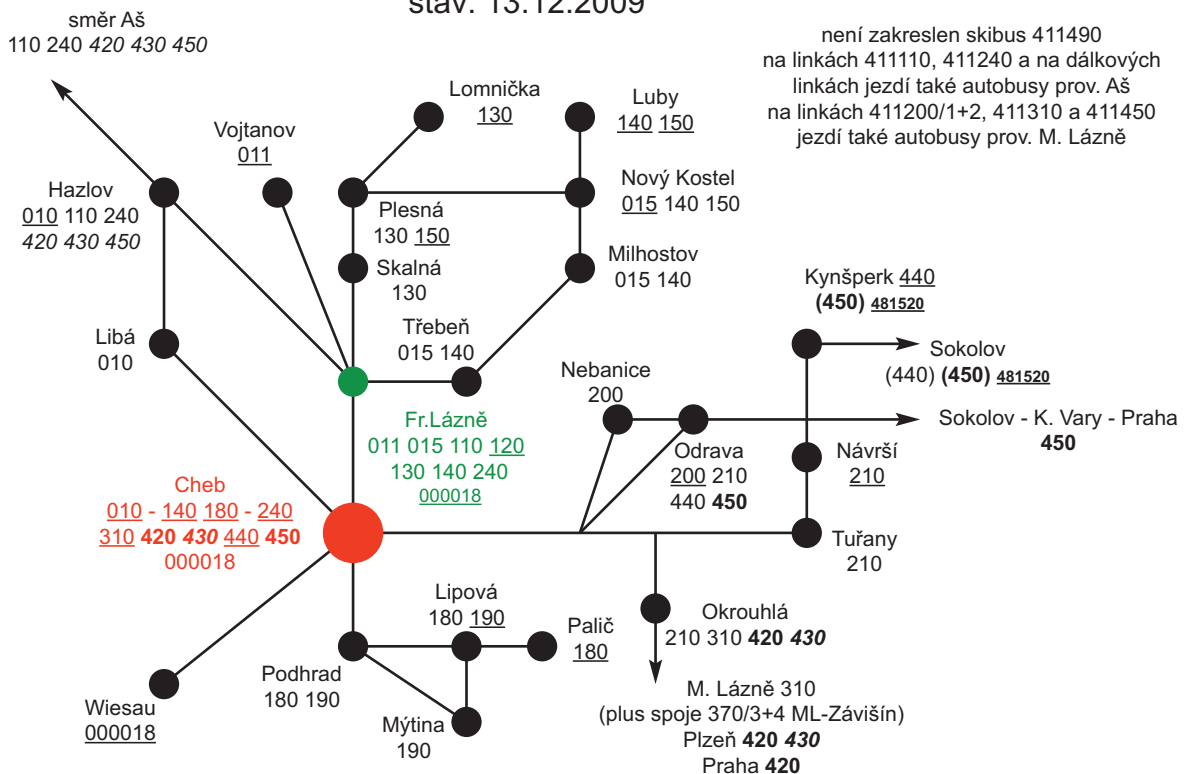 stav: 13.12.2009
směr Aš
110 240 420 430 450
není zakreslen skibus 411490
na linkách 411110, 411240 a na dálkových
linkách jezdí také autobusy prov. Aš
na linkách 411200/1+2, 411310 a 411450
jezdí také autobusy prov. M. Lázně
Lomnička
130
Luby
140 150
Vojtanov
011
Hazlov
010 110 240
420 430 450
Plesná
130 150
Nový Kostel
015 140 150
Skalná
130
Milhostov
015 140
Kynšperk 440
(450) 481520
Libá
010
Třebeň
015 140
Sokolov
(440) (450) 481520
Nebanice
200
Fr.Lázně
011 015 110 120
130 140 240
000018
Sokolov - K. Vary - Praha
450
Odrava
200 210
440 450
Návrší
210
Cheb
010 - 140 180 - 240
310 420 430 440 450
000018
Tuřany
210
Lipová
180 190
Palič
180
Okrouhlá
210 310 420 430
Podhrad
180 190
Wiesau
000018
Mýtina
190
M. Lázně 310
(plus spoje 370/3+4 ML-Závišín)
Plzeň 420 430
Praha 420